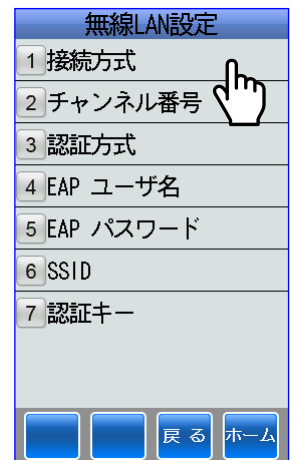 無線LAN設定
1 接続方式
2 チャンネル番号
3 認証方式
4 EAP ユーザ名
5 EAP パスワード
6 SSID
7 認証キー
戻る ホーム